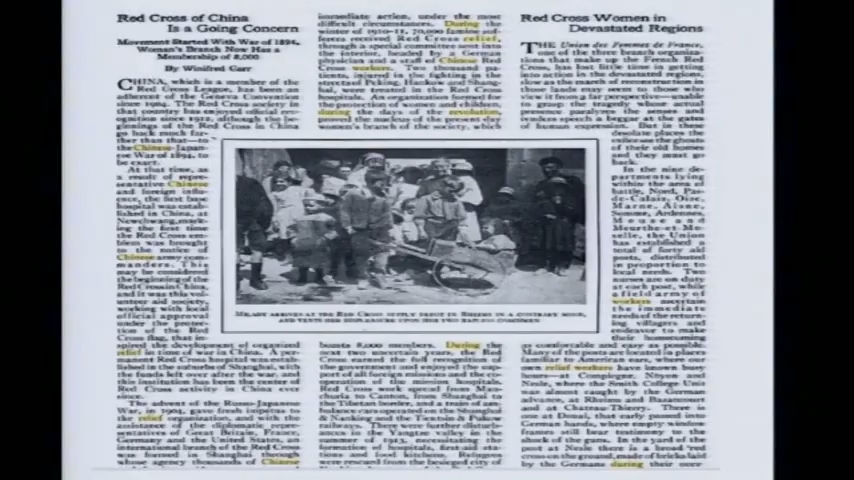 Red Cross of China
Is a Going Concern
Movement Started With War of 1894,
Woman's Branch Now Has a
Membership of 8,000
By Winifred Carr
CHINA, which is a member of the
Red Cross League, has been an
adherent of the Geneva Convention
since 1904. The Red Cross society in
that country has enjoyed official rec-
ognition since 1912, although the be-
ginnings of the Red Cross in China
go back much far-
ther than that—to
the Chinese-Japan-
ese War of 1894, to
be exact.
At that time, as
a result of repre-
sentative Chinese
and foreign influ-
ence, the first base
hospital was estab-
lished in China, at
Newchwang, mark-
ing the first time
the Red Cross em-
blem was brought
to the notice of
Chinese army com-
manders. This
may be considered
the beginning of the
Red Cross in China,
and it was this vol-
unteer aid society,
working with local
official approval
under the protec-
tion of the Red
Cross flag, that in-
spired the development of organized
relief in time of war in China. A per-
manent Red Cross hospital was estab-
lished in the suburbs of Shanghai, with
the funds left over after the war, and
this institution has been the center of
Red Cross activity in China ever
since.
The advent of the Russo-Japanese
War, in 1904, gave fresh impetus to
the relief organization, and with the
assistance of the diplomatic repre-
sentatives of Great Britain, France,
Germany and the United States, an
international branch of the Red Cross
was formed in Shanghai through
whose agency thousands of Chinese
immediate action, under the most
difficult circumstances. During the
winter of 1910-11, 70,000 famine suf-
ferers received Red Cross relief,
through a special committee sent into
the interior, headed by a German
physician and a staff of Chinese Red
Cross workers. Two thousand pa-
tients, injured in the fighting in the
streets of Peking, Hankow and Shang-
hai, were treated in the Red Cross
hospitals. An organization formed for
the protection of women and children,
during the days of the revolution,
proved the nucleus of the present day
women's branch of the society, which
MILADY ARRIVES AT THE RED CROSS SUPPLY DEPOT IN RHEIMS IN A CONTRARY MOOD,
AND VENTS HER DISPLEASURE UPON HER TWO
boasts 8,000 members. During the
next two uncertain years, the Red
Cross earned the full recognition of
the government and enjoyed the sup-
port of all foreign missions and the co-
operation of the mission hospitals.
Red Cross work spread from Man-
churia to Canton, from Shanghai to
the Tibetan border, and a train of am-
bulance cars operated on the Shanghai
& Nanking and the Tientsin & Pukow
railways. There were further disturb-
ances in the Yangtze valley in the
summer of 1913, necessitating the
formation of hospitals, first-aid sta-
tions and food kitchens. Refugees
were rescued from the besieged city of
Red Cross Women in
Devastated Regions
THE Union des Femmes de France,
one of the three branch organiza-
tions that make up the French Red
Cross, has lost little time in getting
into action in the devastated regions,
slow as the march of reconstruction in
those lands may seem to those who
view it from a far perspective—unable
to grasp the tragedy whose actual
presence paralyzes the senses and
renders speech a beggar at the gates
of human expression. But in these
desolate places the
exiles see the ghosts
of their old homes
and they must go
back.
In the nine de-
partments lying
within the area of
battle, Nord, Pas-
de-Calais, Oise,
Marne, Aisne,
Somme, Ardennes,
Meuse and
Meurthe-et-Mo-
selle, the Union
has established a
total of forty aid
posts, distributed
in proportion to
local needs. Two
nurses are on duty
at each post, while
a field army of
workers ascertain
the immediate
needs of the return-
ing villagers and
endeavor to make
their homecoming
as comfortable and easy as possible.
Many of the posts are located in places
familiar to American ears, where our
own relief workers have known busy
hours—at Compiegne, Noyon and
Nesle, where the Smith College Unit
was almost caught by the German
advance, at Rheims and Bazancourt
and at Chateau-Thierry. There is
one at Douai, that early passed into
German hands, where empty window
frames still bear testimony to the
shock of the guns. In the yard of the
post at Nesle there is a broad red
cross on the ground, made of bricks laid
by the Germans during their over-